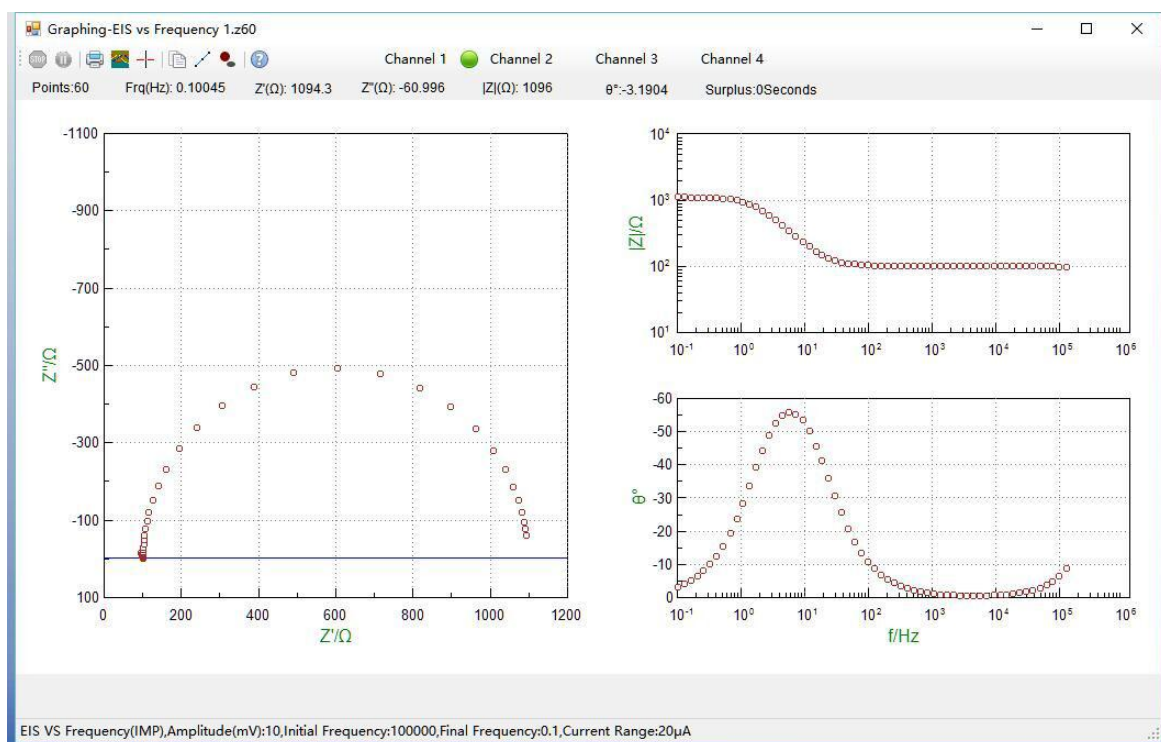 Graphing-EIS vs Frequency 1.z60
STOP Channel 1 Channel 2 Channel 3 Channel 4
Points:60 Frq(Hz): 0.10045 Z'(Ω): 1094.3 Z"(Ω): -60.996 |Z|(Ω): 1096 θ°:-3.1904 Surplus:0Seconds
-1100
-900
-700
-500
-300
-100
100
Z"/Ω
0 200 400 600 800 1000 1200
Z'/Ω
10⁴
10³
10²
10¹
|Z|/Ω
10⁻¹ 10⁰ 10¹ 10² 10³ 10⁴ 10⁵ 10⁶
-60
-50
-40
-30
-20
-10
0
θ°
10⁻¹ 10⁰ 10¹ 10² 10³ 10⁴ 10⁵ 10⁶
f/Hz
EIS VS Frequency(IMP),Amplitude(mV):10,Initial Frequency:100000,Final Frequency:0.1,Current Range:20μA